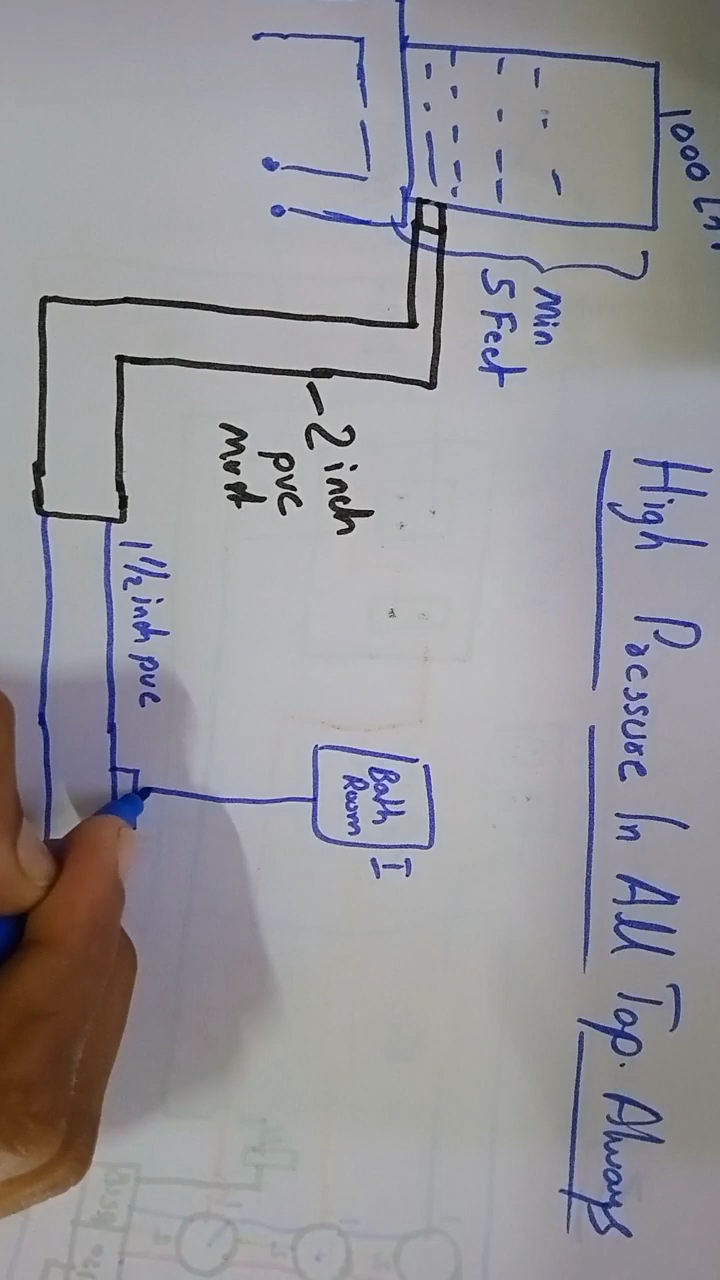 High Pressure In All Tap. Always
1000 Ltr
Min
5 Feet
- 2 inch
pvc
1 1/2 inch pvc
Bath
Room
I